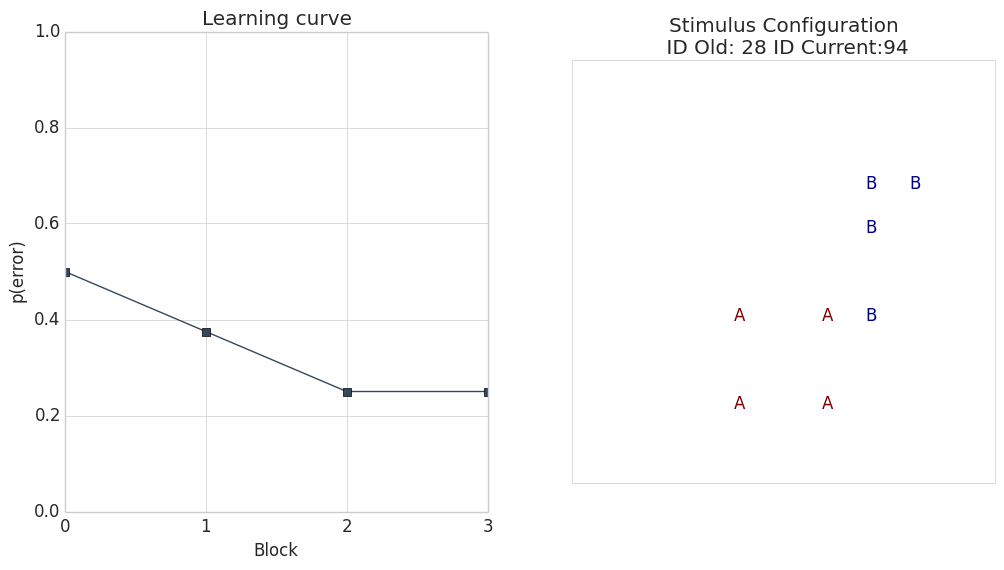 Learning curve
1.0
0.8
0.6
0.4
0.2
0.0
p(error)
0 1 2 3
Block
Stimulus Configuration
ID Old: 28 ID Current:94
B B
B
A A B
A A